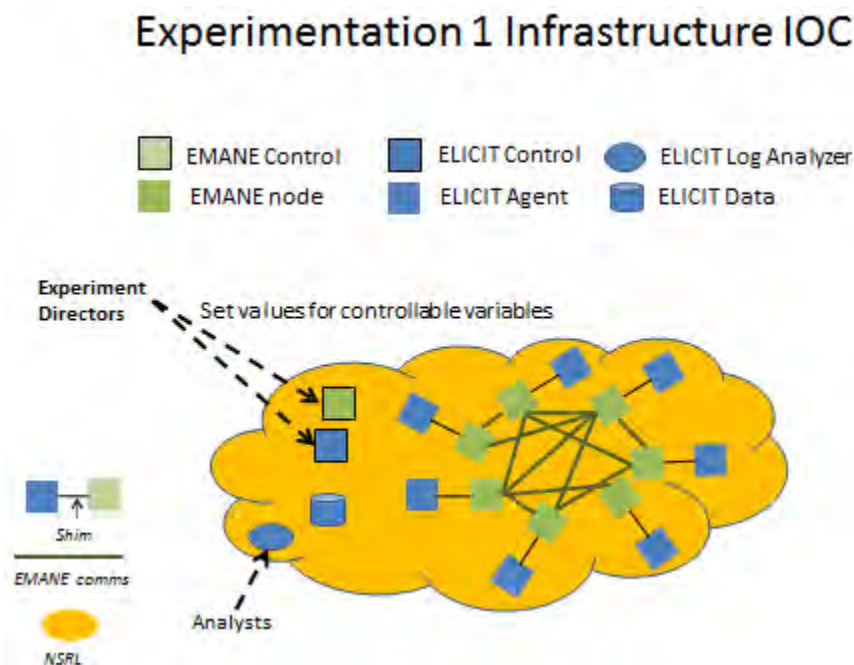 Experimentation 1 Infrastructure IOC
EMANE Control
ELICIT Control
ELICIT Log Analyzer
EMANE node
ELICIT Agent
ELICIT Data
Experiment
Directors
Set values for controllable variables
Shim
EMANE comms
Analysts
NSRL